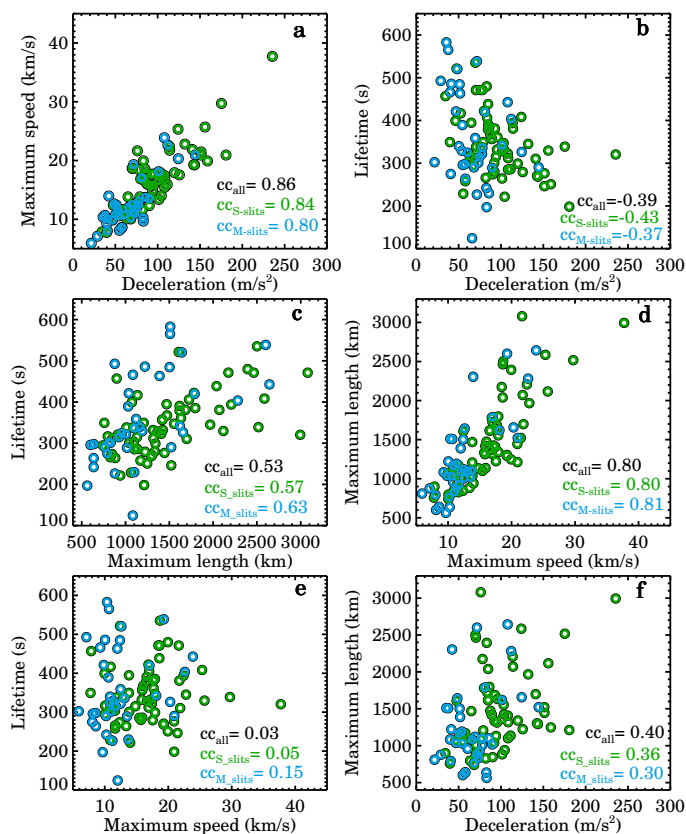 a
40
30
20
10
Maximum speed (km/s)
cc_all= 0.86
cc_S-slits= 0.84
cc_M-slits= 0.80
0 50 100 150 200 250 300
Deceleration (m/s²)
b
600
500
400
300
200
100
Lifetime (s)
cc_all=-0.39
cc_S-slits=-0.43
cc_M-slits=-0.37
0 50 100 150 200 250 300
Deceleration (m/s²)
c
600
500
400
300
200
100
Lifetime (s)
cc_all= 0.53
cc_S_slits= 0.57
cc_M_slits= 0.63
500 1000 1500 2000 2500 3000
Maximum length (km)
d
3000
2500
2000
1500
1000
500
Maximum length (km)
cc_all= 0.80
cc_S-slits= 0.80
cc_M-slits= 0.81
10 20 30 40
Maximum speed (km/s)
e
600
500
400
300
200
100
Lifetime (s)
cc_all= 0.03
cc_S_slits= 0.05
cc_M_slits= 0.15
10 20 30 40
Maximum speed (km/s)
f
3000
2500
2000
1500
1000
500
Maximum length (km)
cc_all= 0.40
cc_S_slits= 0.36
cc_M_slits= 0.30
0 50 100 150 200 250 300
Deceleration (m/s²)